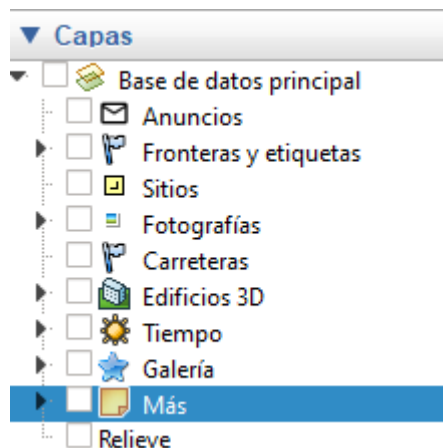 Capas
Base de datos principal
Anuncios
Fronteras y etiquetas
Sitios
Fotografías
Carreteras
Edificios 3D
Tiempo
Galería
Más
Relieve